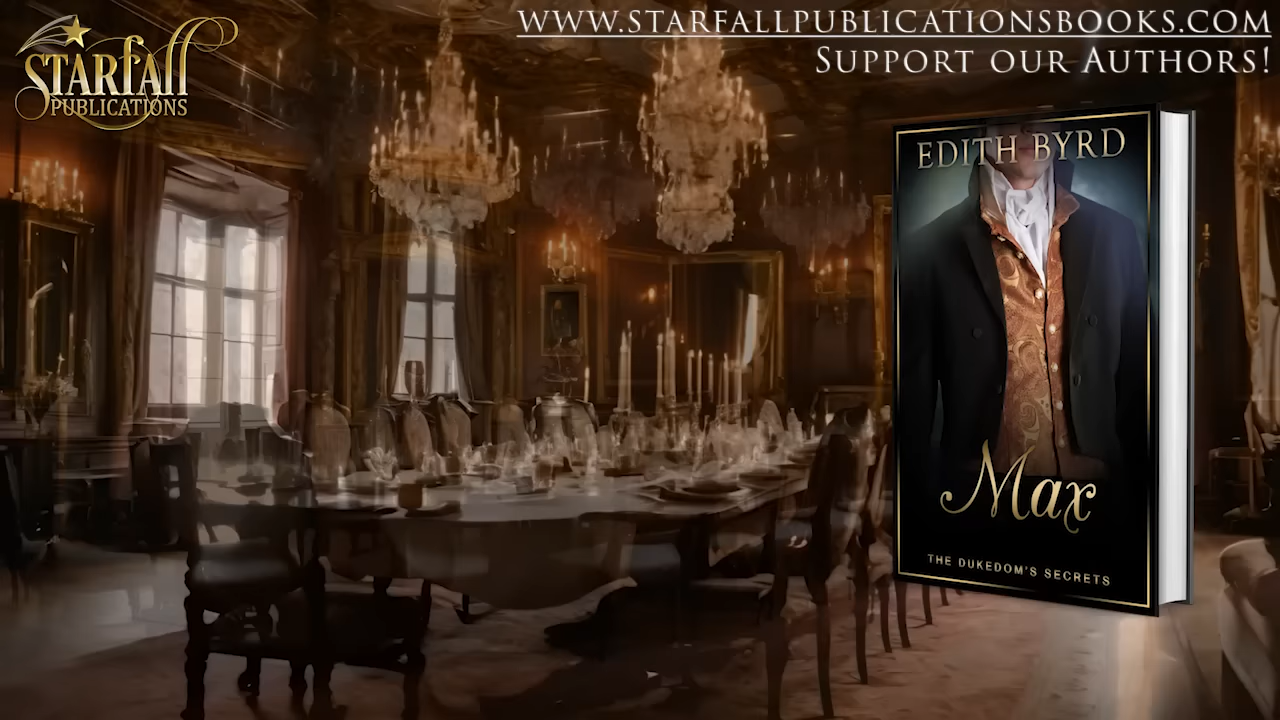 STARfall
PUBLICATIONS
WWW.STARFALLPUBLICATIONSBOOKS.COM
SUPPORT OUR AUTHORS!
EDITH BYRD
Max
THE DUKEDOM'S SECRETS